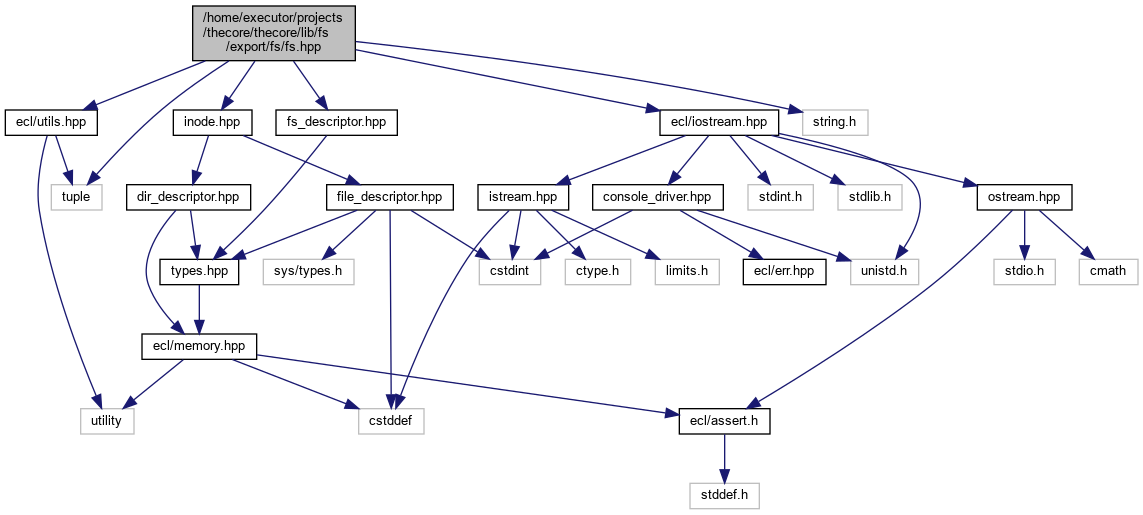 /home/executor/projects
/thecore/thecore/lib/fs
/export/fs/fs.hpp
ecl/utils.hpp
inode.hpp
fs_descriptor.hpp
ecl/iostream.hpp
string.h
tuple
dir_descriptor.hpp
file_descriptor.hpp
istream.hpp
console_driver.hpp
stdint.h
stdlib.h
ostream.hpp
types.hpp
sys/types.h
cstdint
ctype.h
limits.h
ecl/err.hpp
unistd.h
stdio.h
cmath
ecl/memory.hpp
utility
cstddef
ecl/assert.h
stddef.h